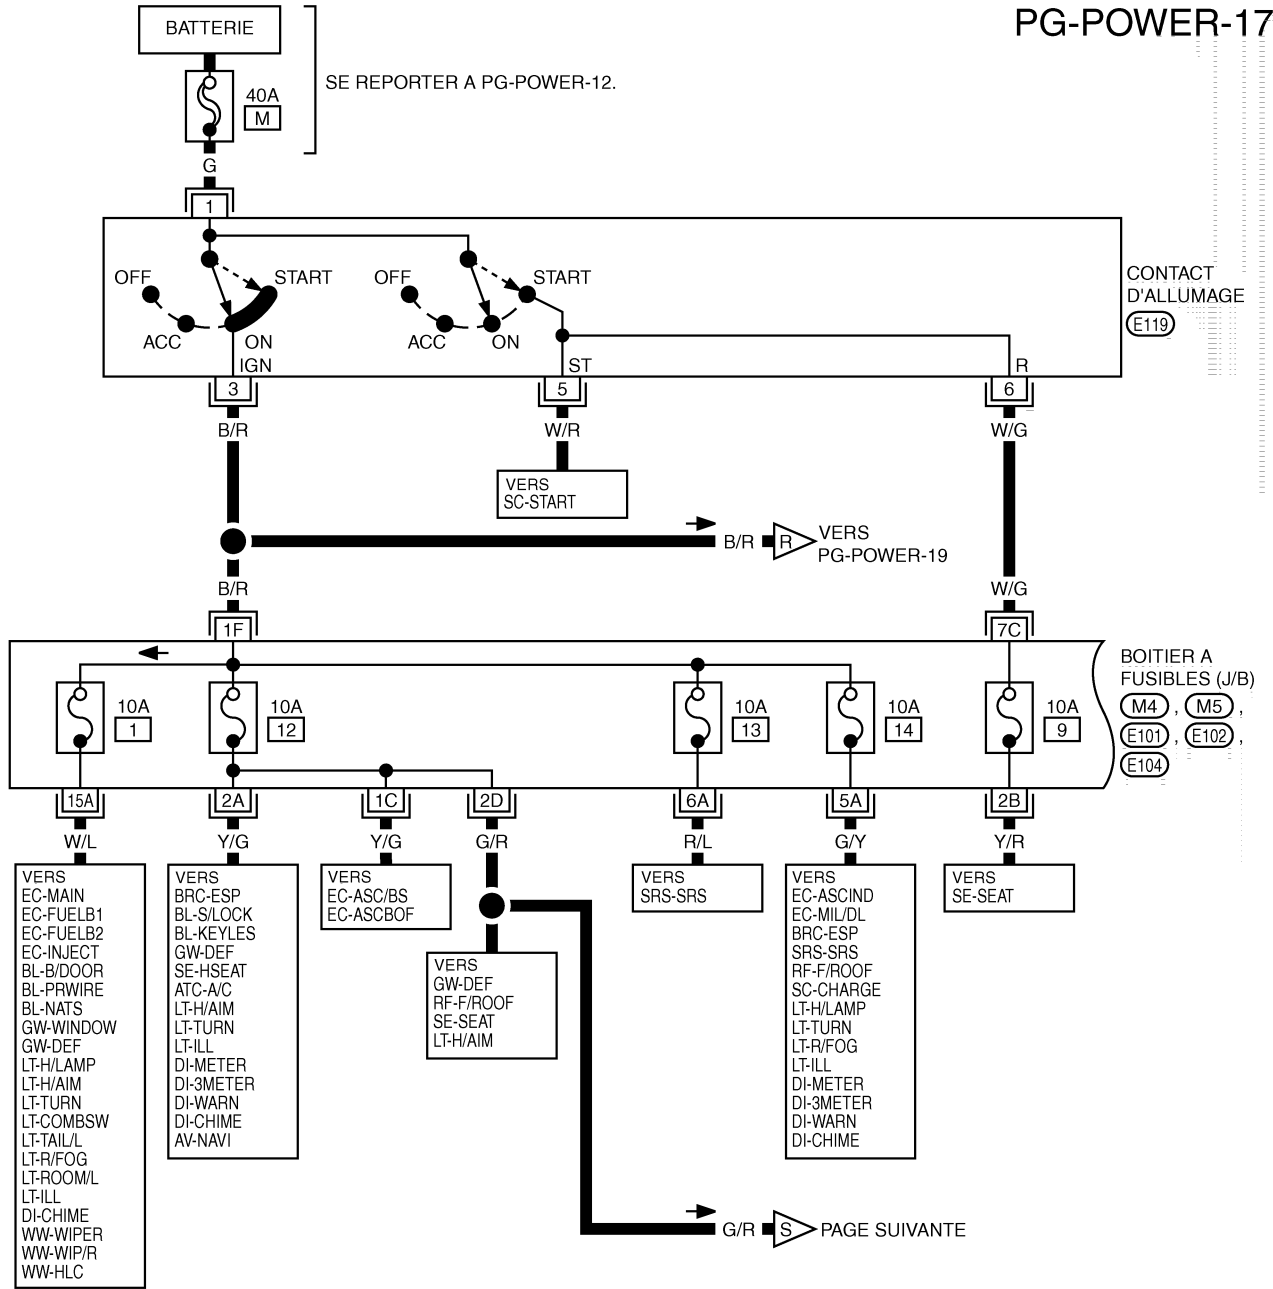 PG-POWER-17
BATTERIE
SE REPORTER A PG-POWER-12.
40A
M
G
1
OFF
START
ACC
ON
IGN
OFF
START
ACC
ON
ST
R
CONTACT
D'ALLUMAGE
E119
3
5
6
B/R
W/R
W/G
VERS
SC-START
B/R
R
VERS
PG-POWER-19
B/R
W/G
1F
7C
BOITIER A
FUSIBLES (J/B)
M4 , M5 ,
E101 , E102 ,
E104
10A
1
10A
12
10A
13
10A
14
10A
9
15A
2A
1C
2D
6A
5A
2B
W/L
Y/G
Y/G
G/R
R/L
G/Y
Y/R
VERS
EC-MAIN
EC-FUELB1
EC-FUELB2
EC-INJECT
BL-B/DOOR
BL-PRWIRE
BL-NATS
GW-WINDOW
GW-DEF
LT-H/LAMP
LT-H/AIM
LT-TURN
LT-COMBSW
LT-TAIL/L
LT-R/FOG
LT-ROOM/L
LT-ILL
DI-CHIME
WW-WIPER
WW-WIP/R
WW-HLC
VERS
BRC-ESP
BL-S/LOCK
BL-KEYLES
GW-DEF
SE-HSEAT
ATC-A/C
LT-H/AIM
LT-TURN
LT-ILL
DI-METER
DI-3METER
DI-WARN
DI-CHIME
AV-NAVI
VERS
EC-ASC/BS
EC-ASCBOF
VERS
GW-DEF
RF-F/ROOF
SE-SEAT
LT-H/AIM
VERS
SRS-SRS
VERS
EC-ASCIND
EC-MIL/DL
BRC-ESP
SRS-SRS
RF-F/ROOF
SC-CHARGE
LT-H/LAMP
LT-TURN
LT-R/FOG
LT-ILL
DI-METER
DI-3METER
DI-WARN
DI-CHIME
VERS
SE-SEAT
G/R
S
PAGE SUIVANTE